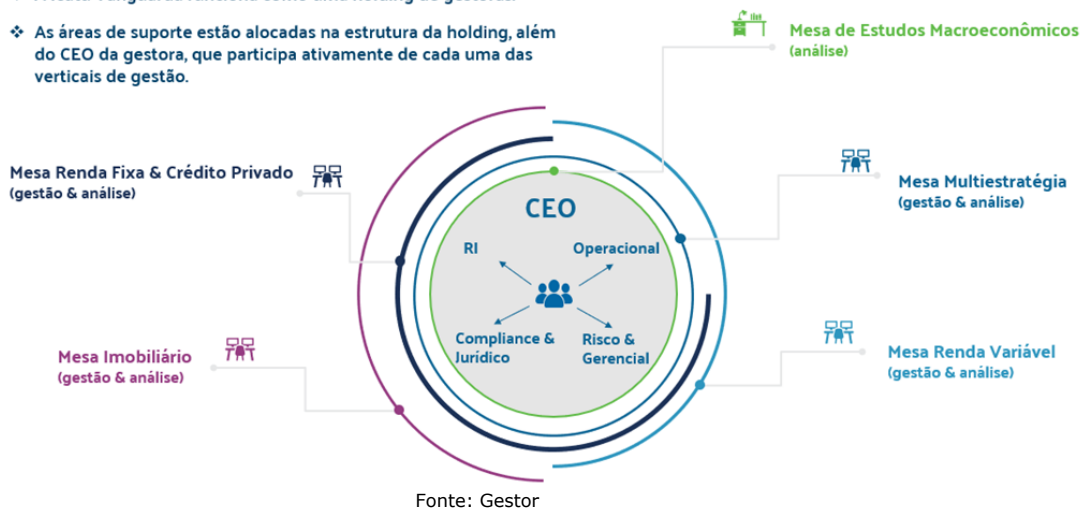 ❖ As áreas de suporte estão alocadas na estrutura da holding, além
do CEO da gestora, que participa ativamente de cada uma das
verticais de gestão.
Mesa de Estudos Macroeconômicos
(análise)
Mesa Renda Fixa & Crédito Privado
(gestão & análise)
Mesa Multiestratégia
(gestão & análise)
CEO
RI
Operacional
Compliance &
Jurídico
Risco &
Gerencial
Mesa Imobiliário
(gestão & análise)
Mesa Renda Variável
(gestão & análise)
Fonte: Gestor